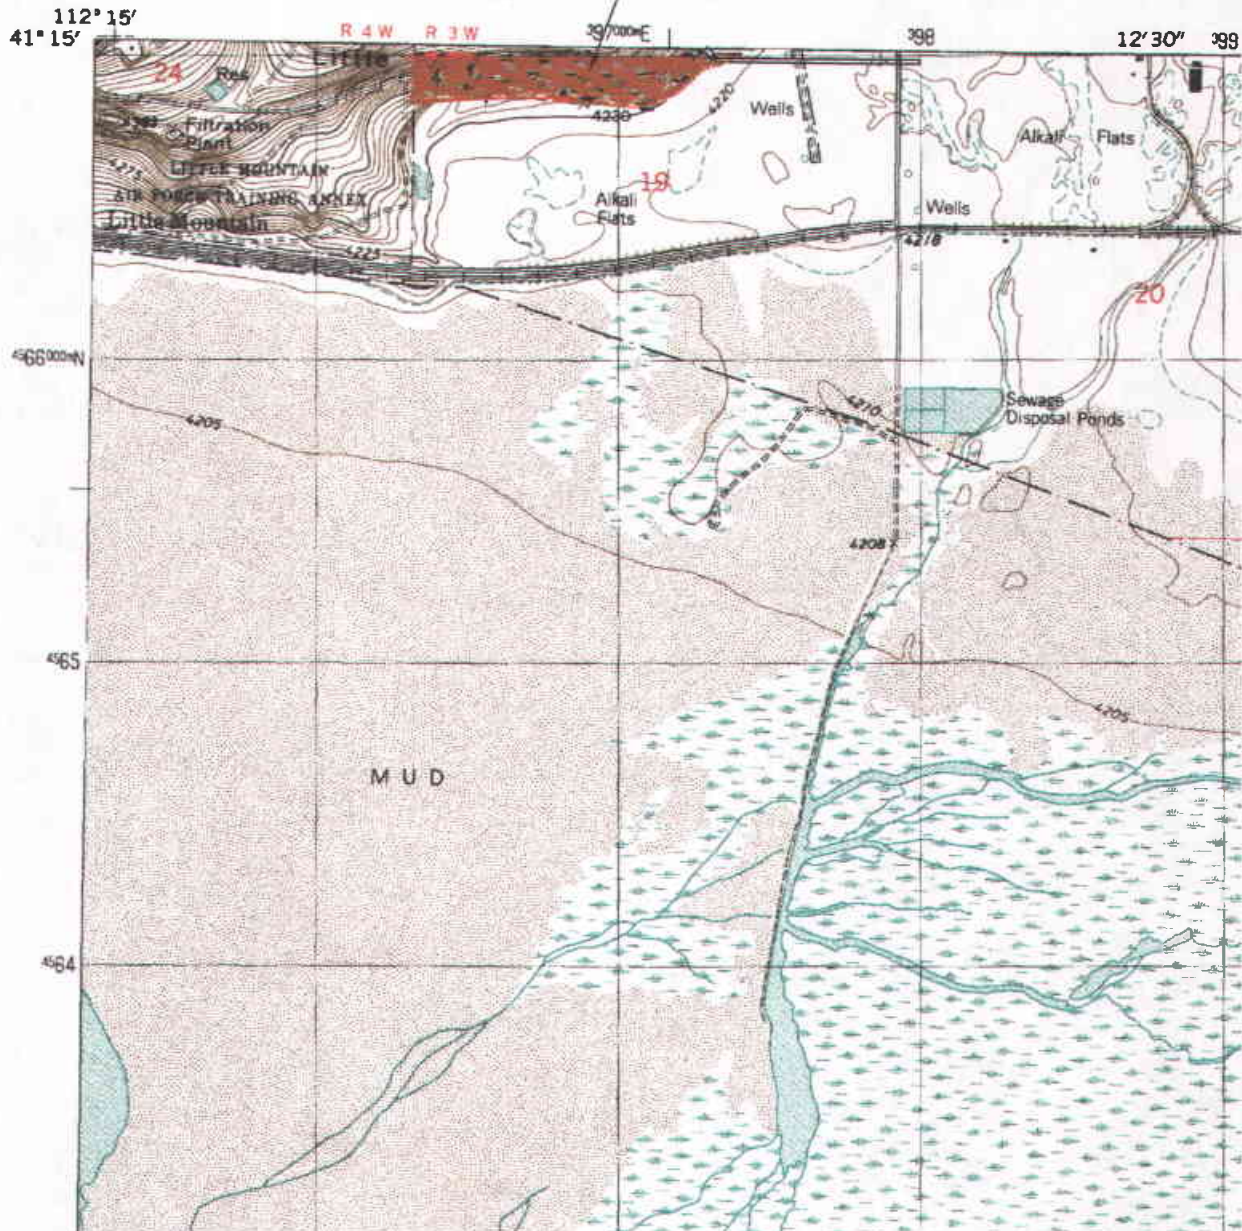 112° 15'
41° 15'
R 4 W
R 3 W
397000mE
398
12'30"
399
24
Res
Little
Filtration
Plant
4275
LITTLE MOUNTAIN
AIR FORCE TRAINING ANNEX
Little Mountain
4225
4230
4220
Wells
19
Alkali
Flats
Alkali Flats
Wells
4218
20
4566000mN
4205
4210
Sewage
Disposal Ponds
4208
4565
4205
MUD
4564